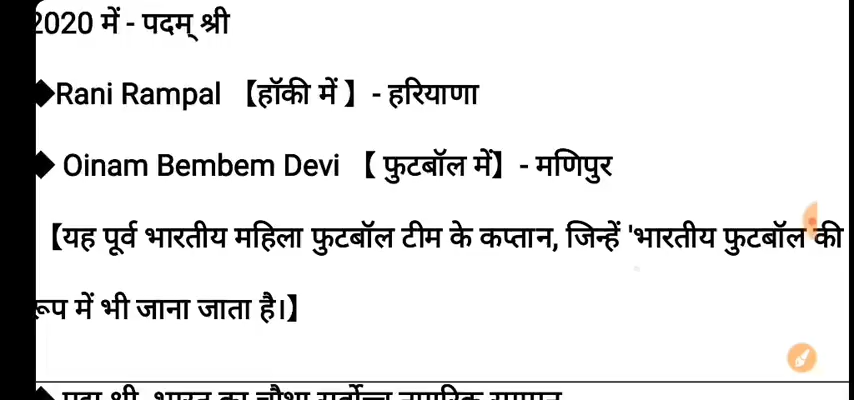 2020 में - पदम् श्री
◆Rani Rampal 【हॉकी में 】 - हरियाणा
◆ Oinam Bembem Devi 【 फुटबॉल में】 - मणिपुर
【यह पूर्व भारतीय महिला फुटबॉल टीम के कप्तान, जिन्हें 'भारतीय फुटबॉल की
रूप में भी जाना जाता है।】